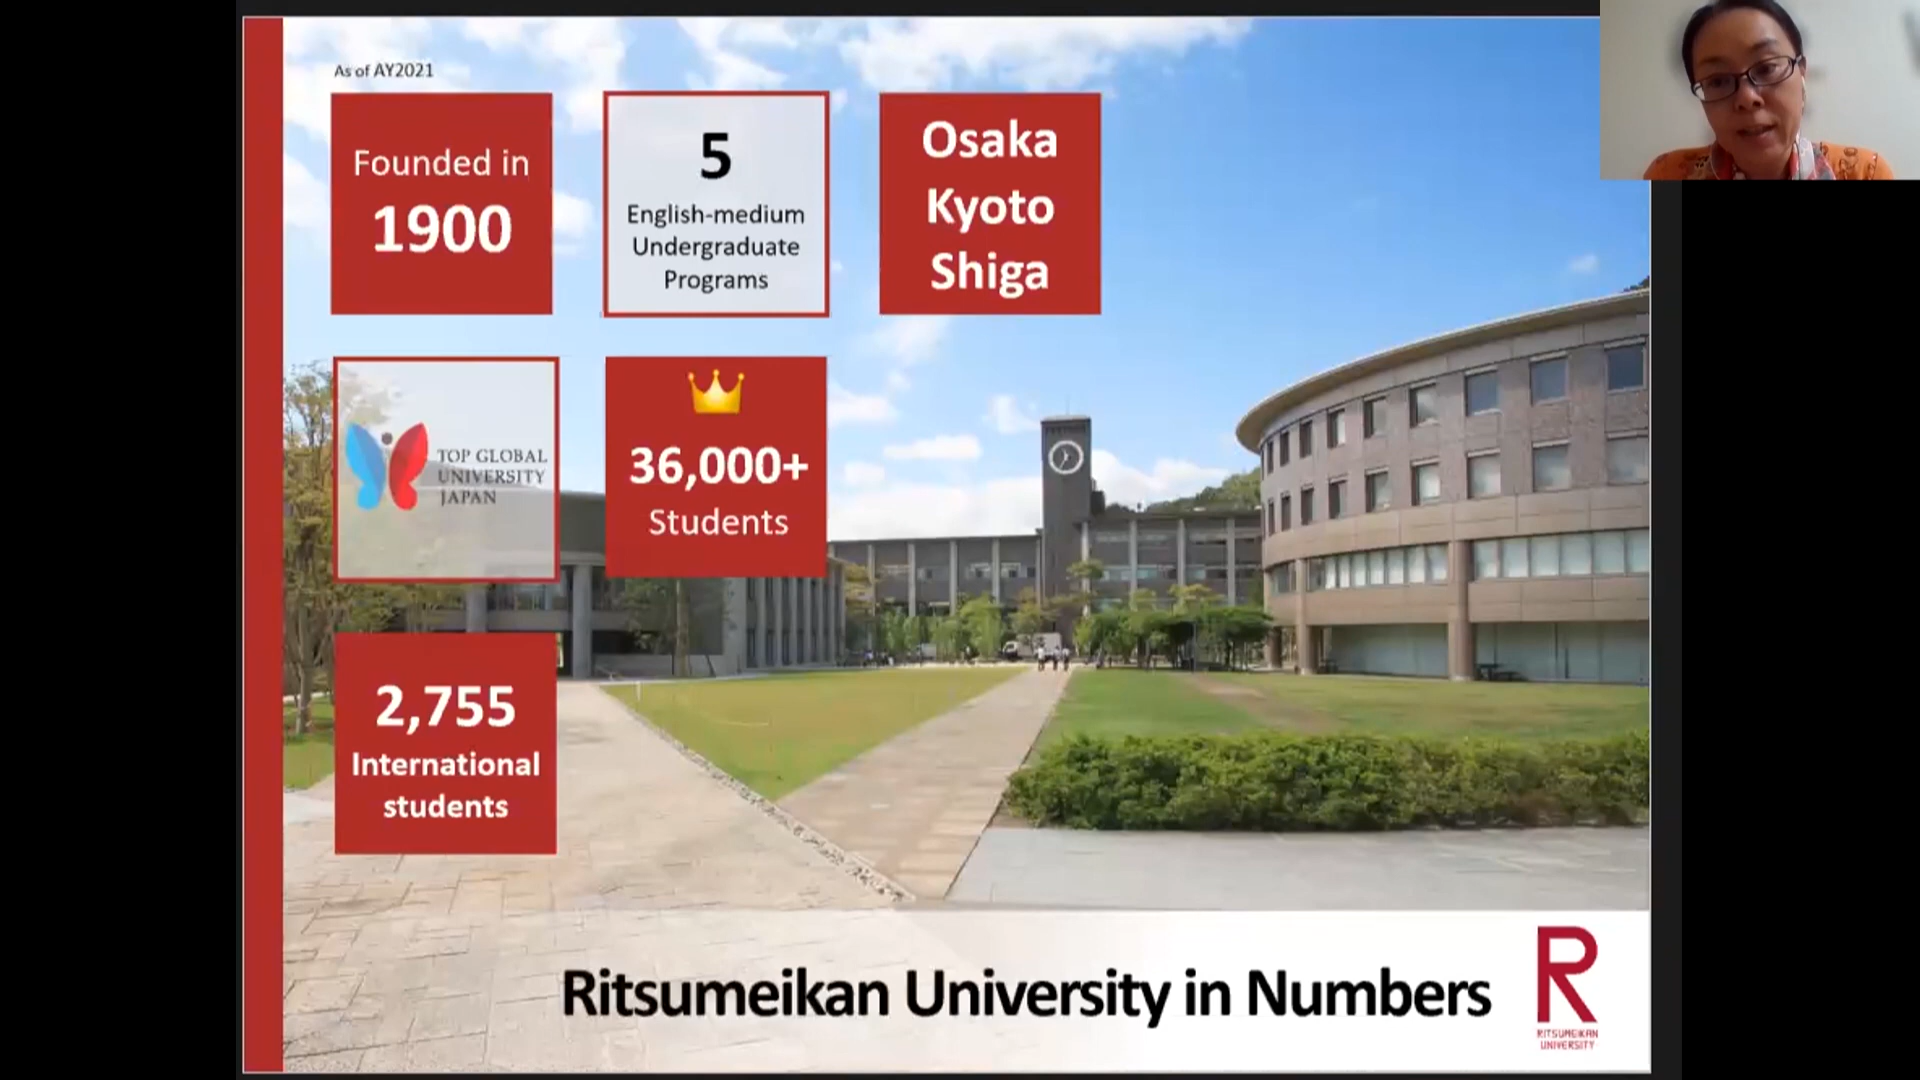 As of AY2021
Founded in
1900
5
English-medium
Undergraduate
Programs
Osaka
Kyoto
Shiga
TOP GLOBAL
UNIVERSITY
JAPAN
36,000+
Students
2,755
International
students
Ritsumeikan University in Numbers
R
RITSUMEIKAN
UNIVERSITY